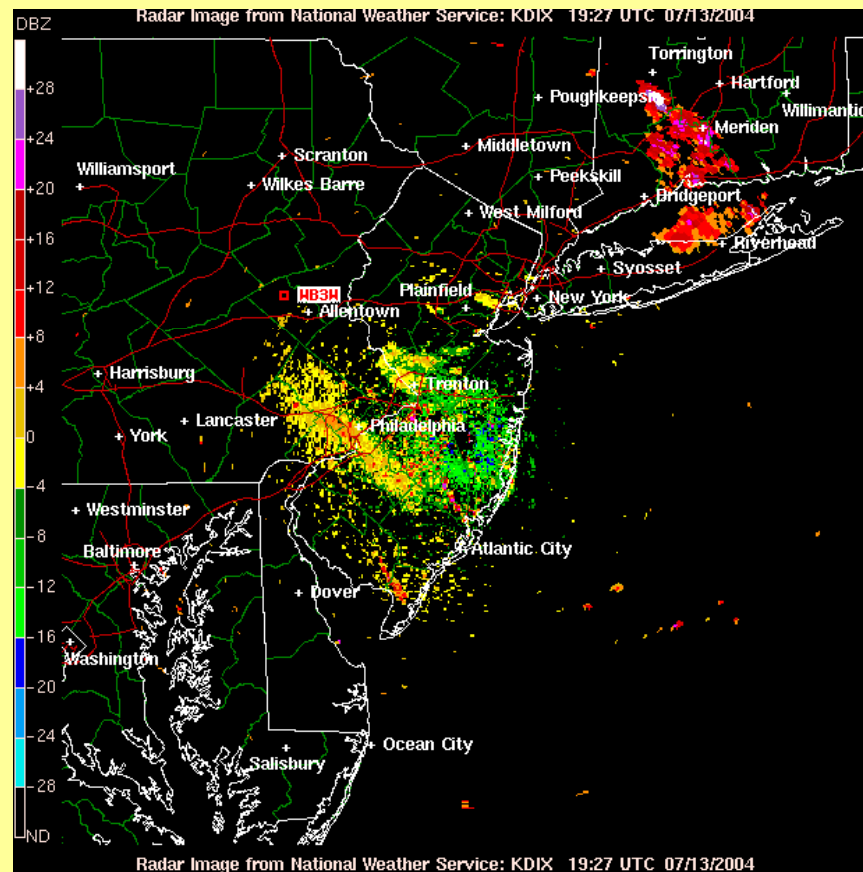 Radar Image from National Weather Service: KDIX 19:27 UTC 07/13/2004
DBZ
+28
+24
+20
+16
+12
+8
+4
0
-4
-8
-12
-16
-20
-24
-28
ND
Torrington
Hartford
Poughkeepsi
Willimantic
Meriden
Middletown
Scranton
Williamsport
Peekskill
Wilkes Barre
Bridgeport
West Milford
Riverhead
Syosset
Plainfield
WB3W
New York
Allentown
Harrisburg
Trenton
Lancaster
Philadelphia
York
Westminster
Baltimore
Atlantic City
Dover
Washington
Ocean City
Salisbury
Radar Image from National Weather Service: KDIX 19:27 UTC 07/13/2004